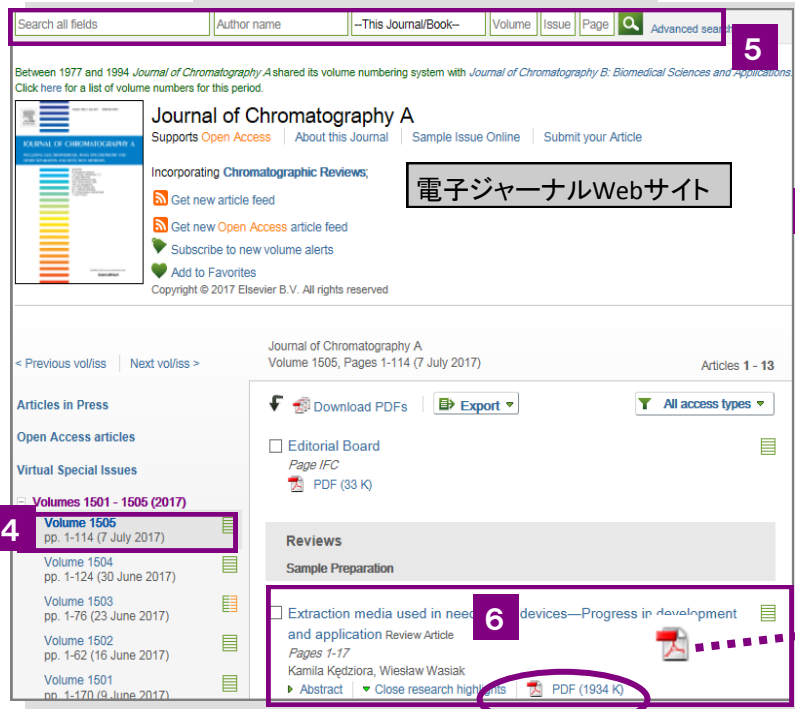 Search all fields Author name --This Journal/Book-- Volume Issue Page Advanced search
5
Between 1977 and 1994 Journal of Chromatography A shared its volume numbering system with Journal of Chromatography B: Biomedical Sciences and Applications.
Click here for a list of volume numbers for this period.
JOURNAL OF CHROMATOGRAPHY A
Journal of Chromatography A
Supports Open Access About this Journal Sample Issue Online Submit your Article
Incorporating Chromatographic Reviews;
電子ジャーナルWebサイト
Get new article feed
Get new Open Access article feed
Subscribe to new volume alerts
Add to Favorites
Copyright © 2017 Elsevier B.V. All rights reserved
Journal of Chromatography A
< Previous vol/iss Next vol/iss > Volume 1505, Pages 1-114 (7 July 2017) Articles 1 - 13
Articles in Press
Open Access articles
Virtual Special Issues
Volumes 1501 - 1505 (2017)
4
Volume 1505
pp. 1-114 (7 July 2017)
Volume 1504
pp. 1-124 (30 June 2017)
Volume 1503
pp. 1-76 (23 June 2017)
Volume 1502
pp. 1-62 (16 June 2017)
Volume 1501
pp. 1-170 (9 June 2017)
Download PDFs Export All access types
Editorial Board
Page IFC
PDF (33 K)
Reviews
Sample Preparation
6
Extraction media used in devices—Progress in development
and application Review Article
Pages 1-17
Kamila Kędziora, Wiesław Wasiak
Abstract Close research highlights PDF (1934 K)